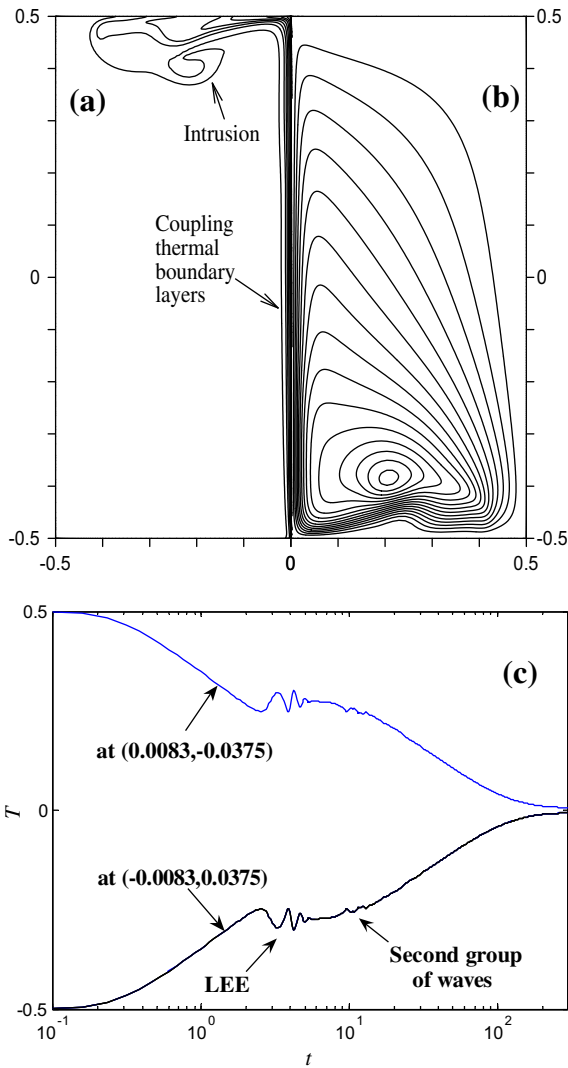 0.5
0.5
(a)
(b)
Intrusion
Coupling
thermal
boundary
layers
0
0
-0.5
-0.5
-0.5
0
0.5
0.5
(c)
at (0.0083,-0.0375)
T
0
at (-0.0083,0.0375)
LEE
Second group
of waves
-0.5
10-1
100
101
102
t